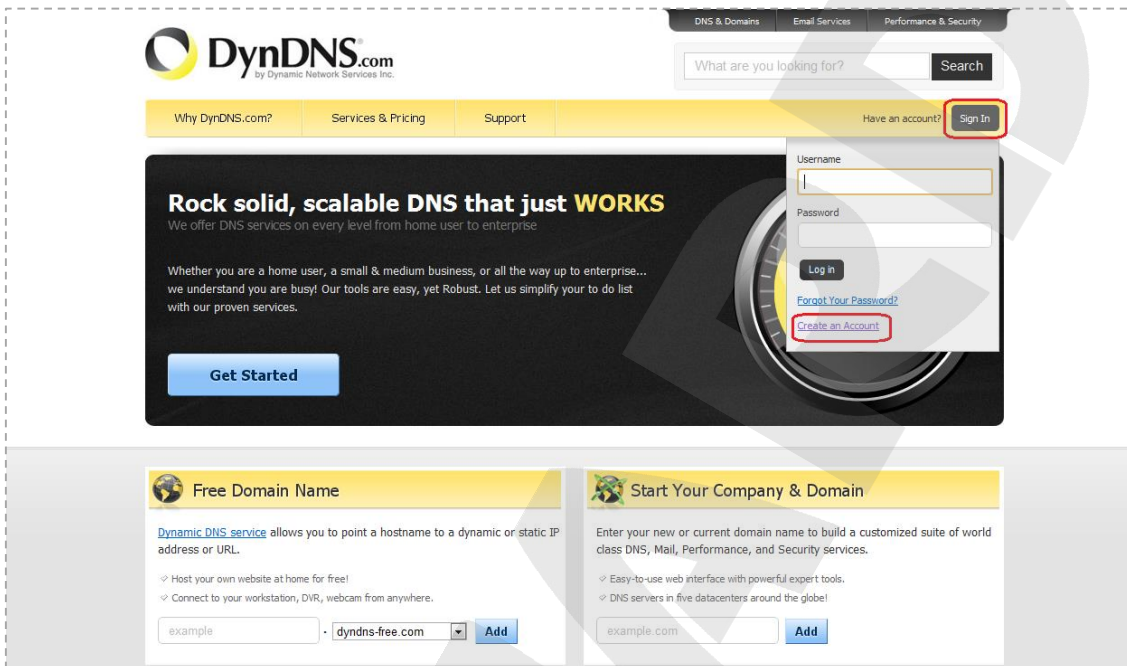 DNS & Domains Email Services Performance & Security
DynDNS.com
by Dynamic Network Services Inc.
What are you looking for? Search
Why DynDNS.com? Services & Pricing Support Have an account? Sign In
Username
Password
Log in
Forgot Your Password?
Create an Account
Rock solid, scalable DNS that just WORKS
We offer DNS services on every level from home user to enterprise
Whether you are a home user, a small & medium business, or all the way up to enterprise...
we understand you are busy! Our tools are easy, yet Robust. Let us simplify your to do list
with our proven services.
Get Started
Free Domain Name
Dynamic DNS service allows you to point a hostname to a dynamic or static IP
address or URL.
Host your own website at home for free!
Connect to your workstation, DVR, webcam from anywhere.
example . dyndns-free.com Add
Start Your Company & Domain
Enter your new or current domain name to build a customized suite of world
class DNS, Mail, Performance, and Security services.
Easy-to-use web interface with powerful expert tools.
DNS servers in five datacenters around the globe!
example.com Add